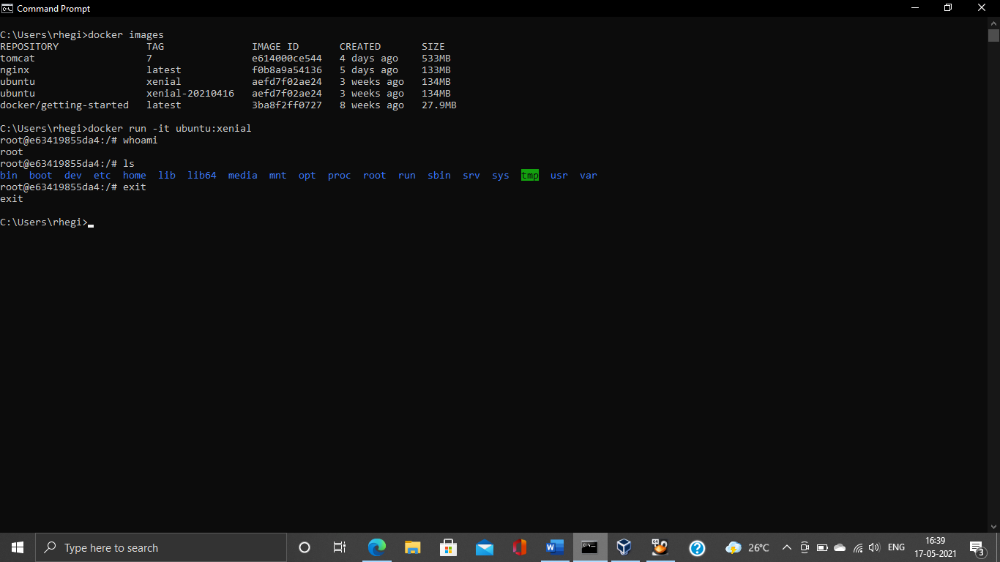 Command Prompt
C:\Users\rhegi>docker images
REPOSITORY TAG IMAGE ID CREATED SIZE
tomcat 7 e614000ce544 4 days ago 533MB
nginx latest f0b8a9a54136 5 days ago 133MB
ubuntu xenial aefd7f02ae24 3 weeks ago 134MB
ubuntu xenial-20210416 aefd7f02ae24 3 weeks ago 134MB
docker/getting-started latest 3ba8f2ff0727 8 weeks ago 27.9MB
C:\Users\rhegi>docker run -it ubuntu:xenial
root@e63419855da4:/# whoami
root
root@e63419855da4:/# ls
bin boot dev etc home lib lib64 media mnt opt proc root run sbin srv sys tmp usr var
root@e63419855da4:/# exit
exit
C:\Users\rhegi>
Type here to search
26°C
ENG
16:39
17-05-2021
3